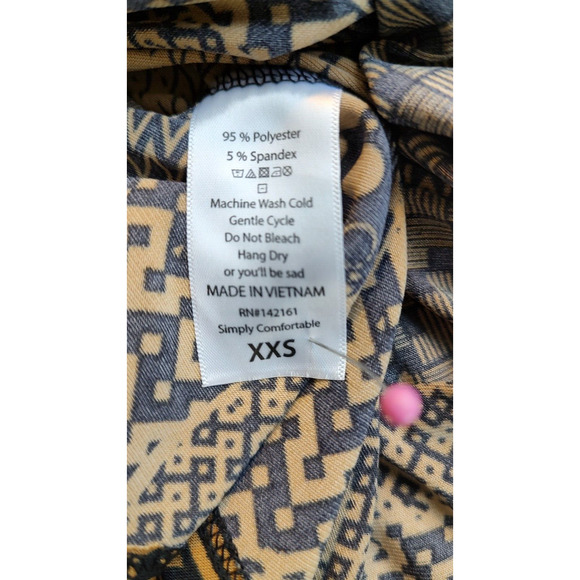 95 % Polyester
5 % Spandex
Machine Wash Cold
Gentle Cycle
Do Not Bleach
Hang Dry
or you'll be sad
MADE IN VIETNAM
RN#142161
Simply Comfortable
XXS